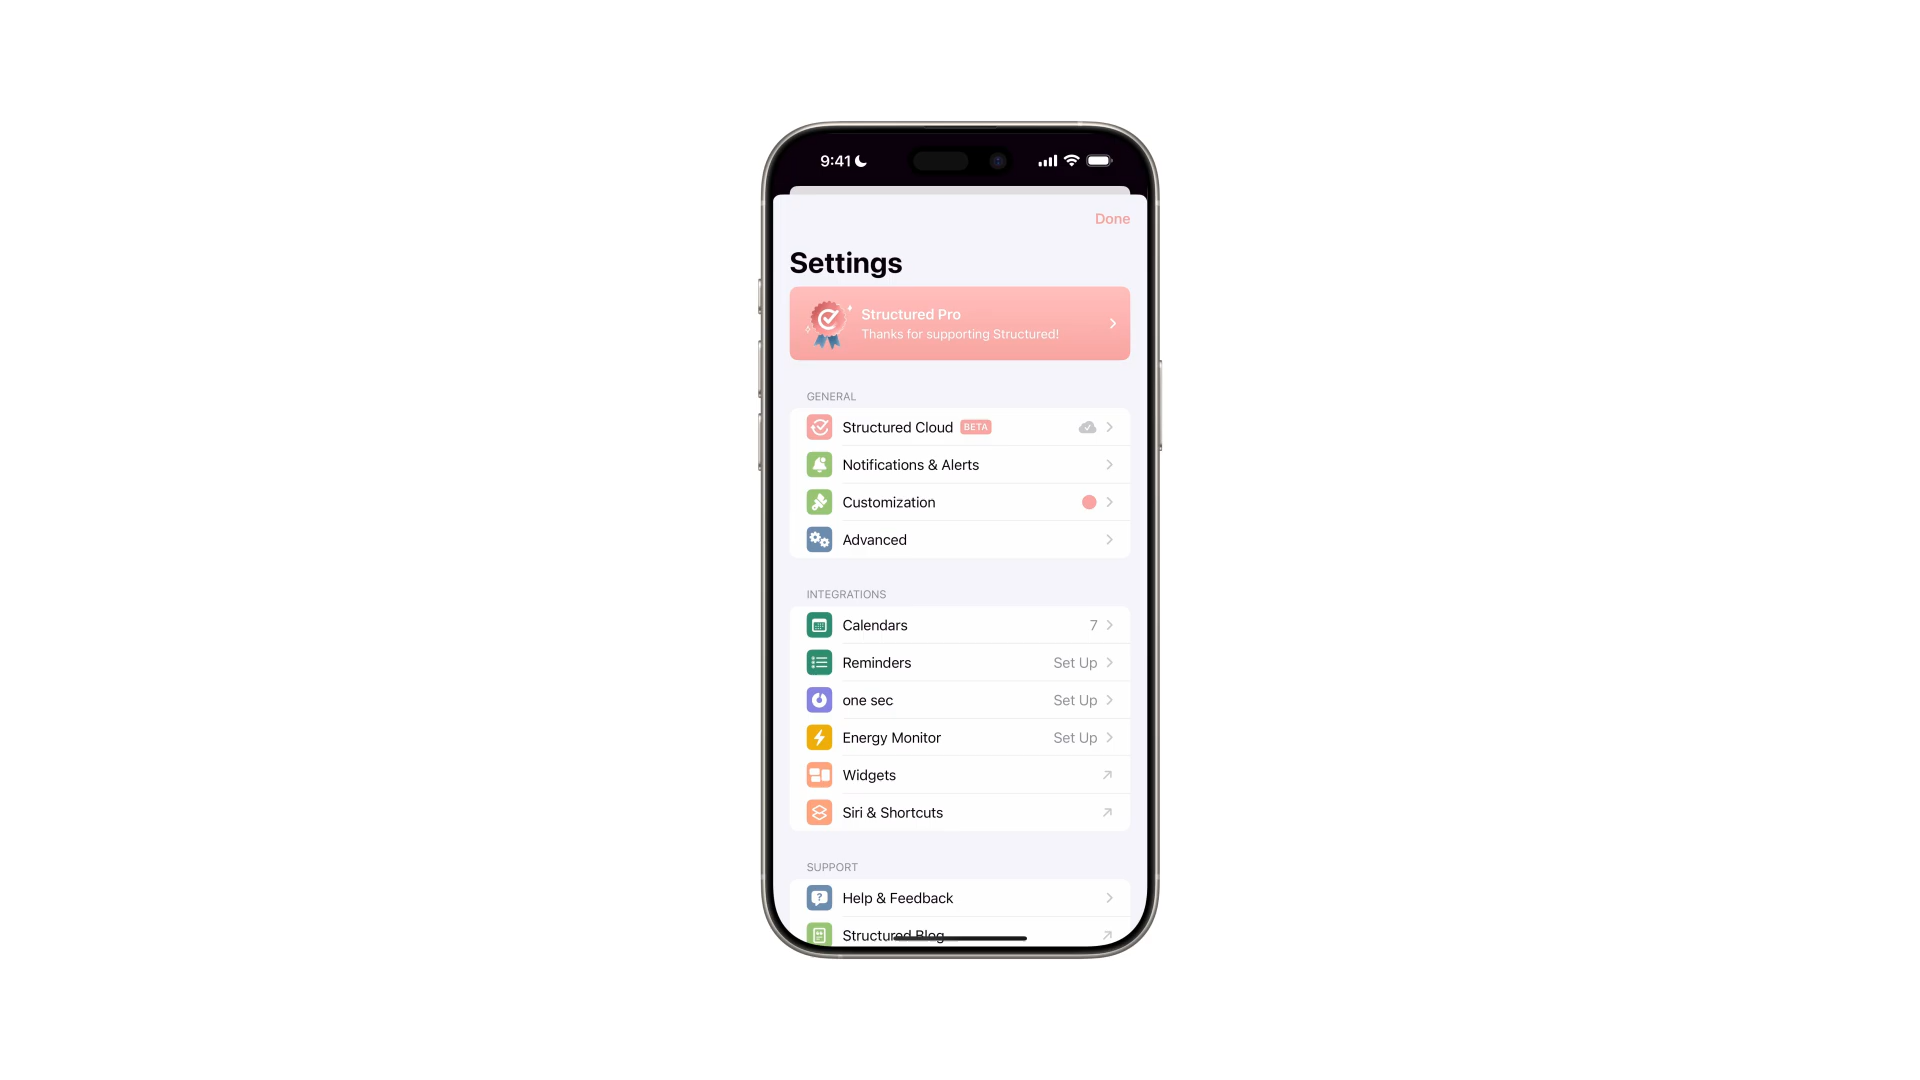 9:41
Done
Settings
Structured Pro
Thanks for supporting Structured!
GENERAL
Structured Cloud BETA
Notifications & Alerts
Customization
Advanced
INTEGRATIONS
Calendars 7
Reminders Set Up
one sec Set Up
Energy Monitor Set Up
Widgets
Siri & Shortcuts
SUPPORT
Help & Feedback
Structured Blog